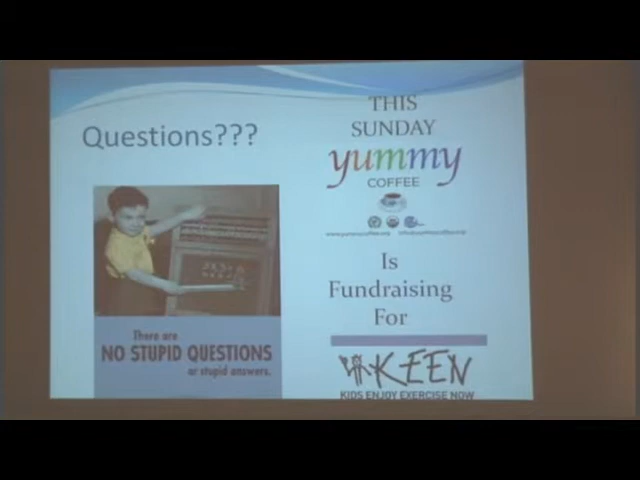 Questions???
There are
NO STUPID QUESTIONS
or stupid answers.
THIS
SUNDAY
yummy
COFFEE
Is
Fundraising
For
KEEN
KIDS ENJOY EXERCISE NOW